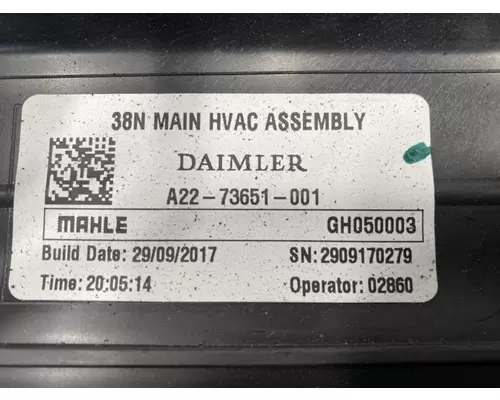 38N MAIN HVAC ASSEMBLY
DAIMLER
A22-73651-001
MAHLE GH050003
Build Date: 29/09/2017 SN: 2909170279
Time: 20:05:14 Operator: 02860